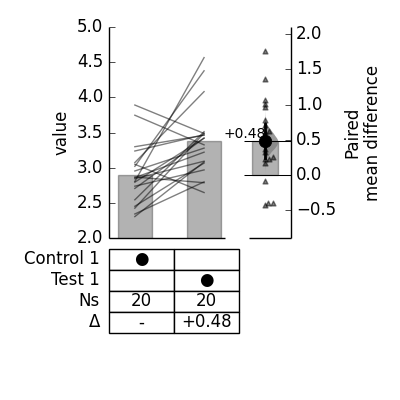 5.0
4.5
4.0
3.5
3.0
2.5
2.0
value
+0.48
2.0
1.5
1.0
0.5
0.0
−0.5
Paired
mean difference
Control 1
Test 1
Ns 20 20
Δ - +0.48